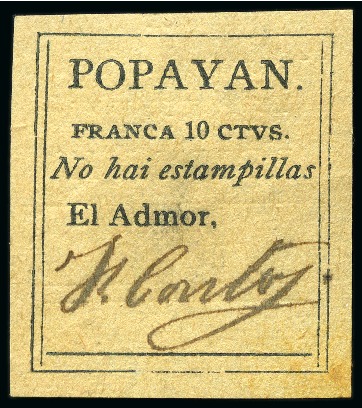 POPAYAN.
FRANCA 10 CTVS.
No hai estampillas
El Admor,